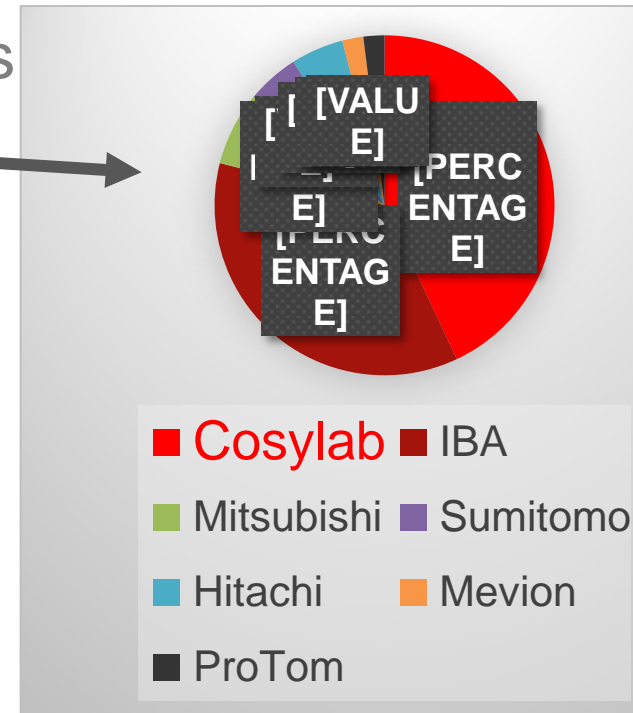 s
[VALU
E]
[PERC
ENTAG
E]
E]
[PERC
ENTAG
E]
Cosylab IBA
Mitsubishi Sumitomo
Hitachi Mevion
ProTom